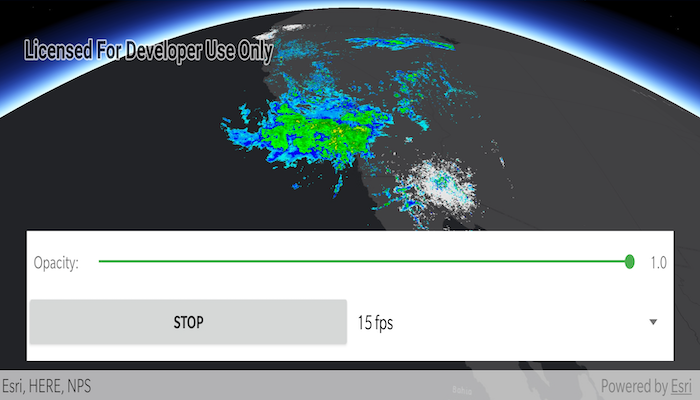 Licensed For Developer Use Only
Opacity: 1.0
STOP
15 fps
Esri, HERE, NPS
Powered by Esri